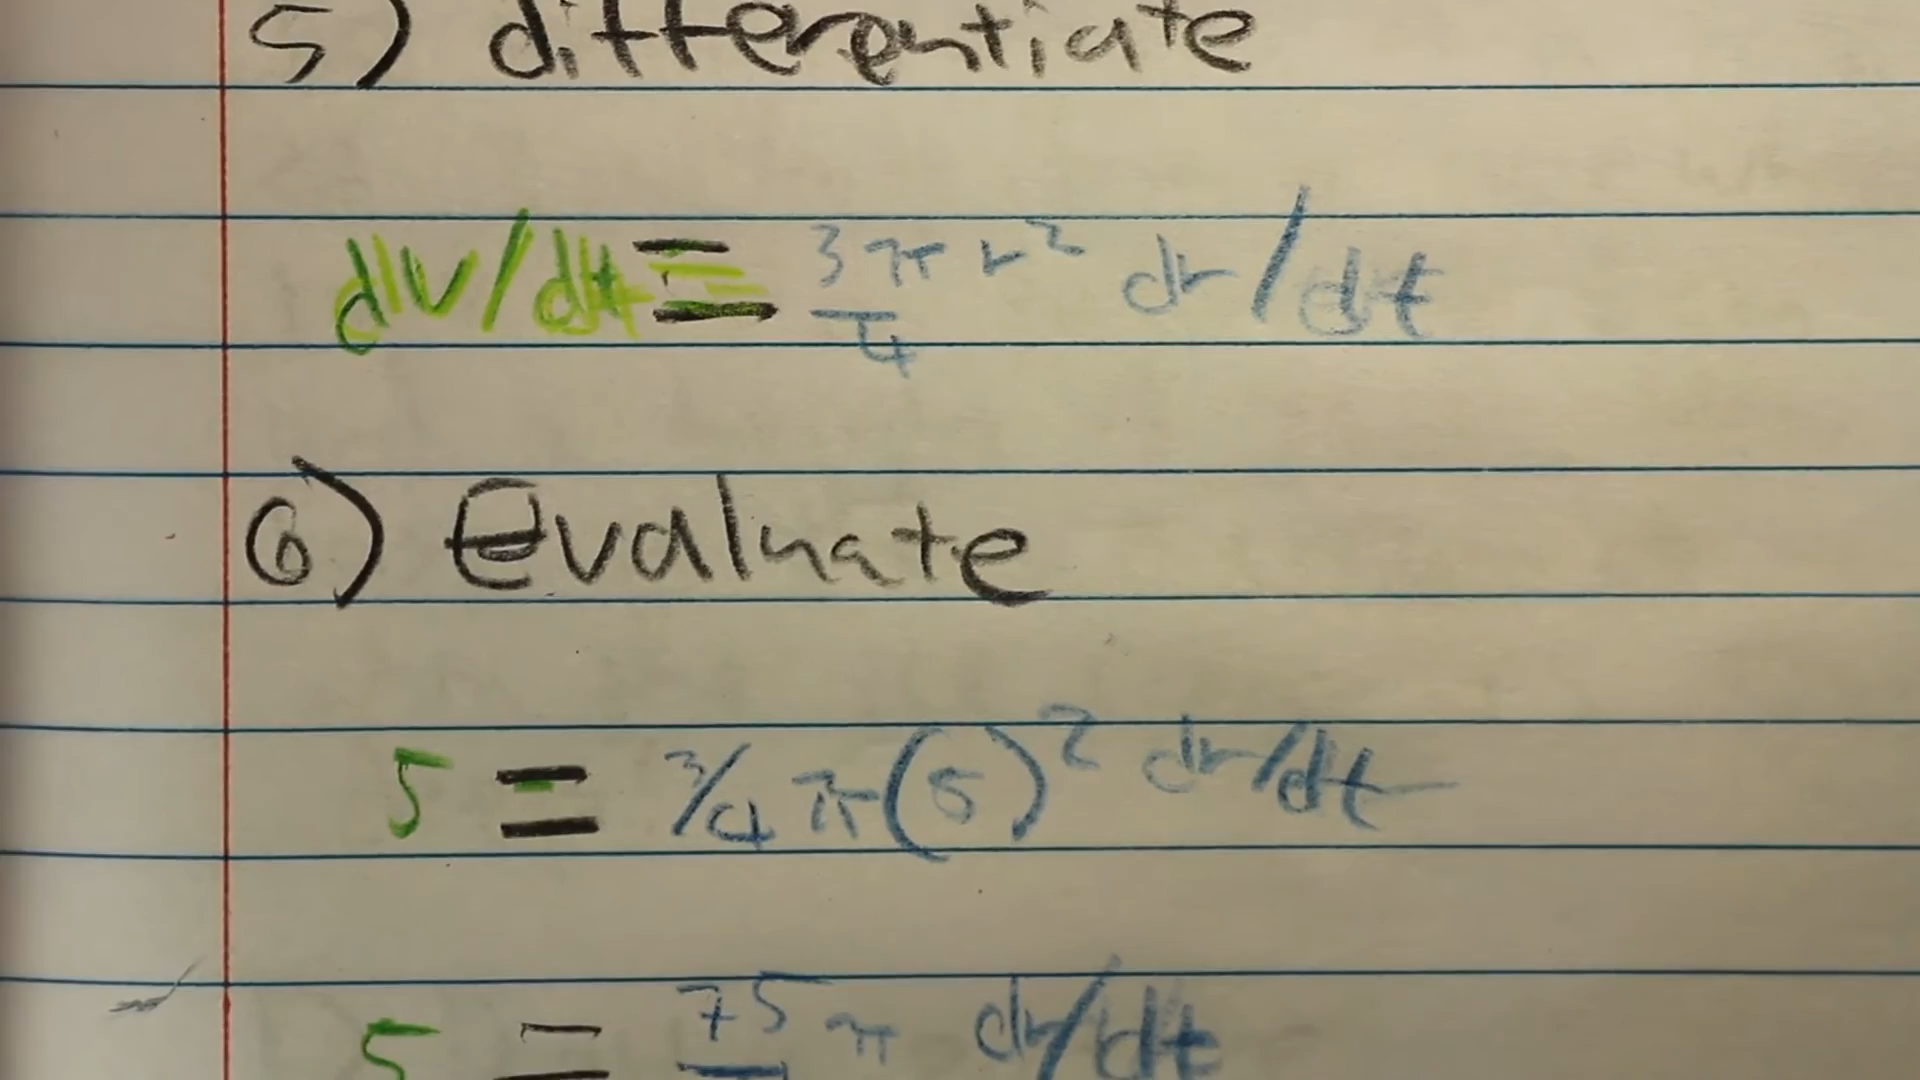 5) differentiate
dv/dt = 3πr²/4 dr/dt
6) Evaluate
5 = 3/4 π(5)² dr/dt
5 = 75 π dr/dt